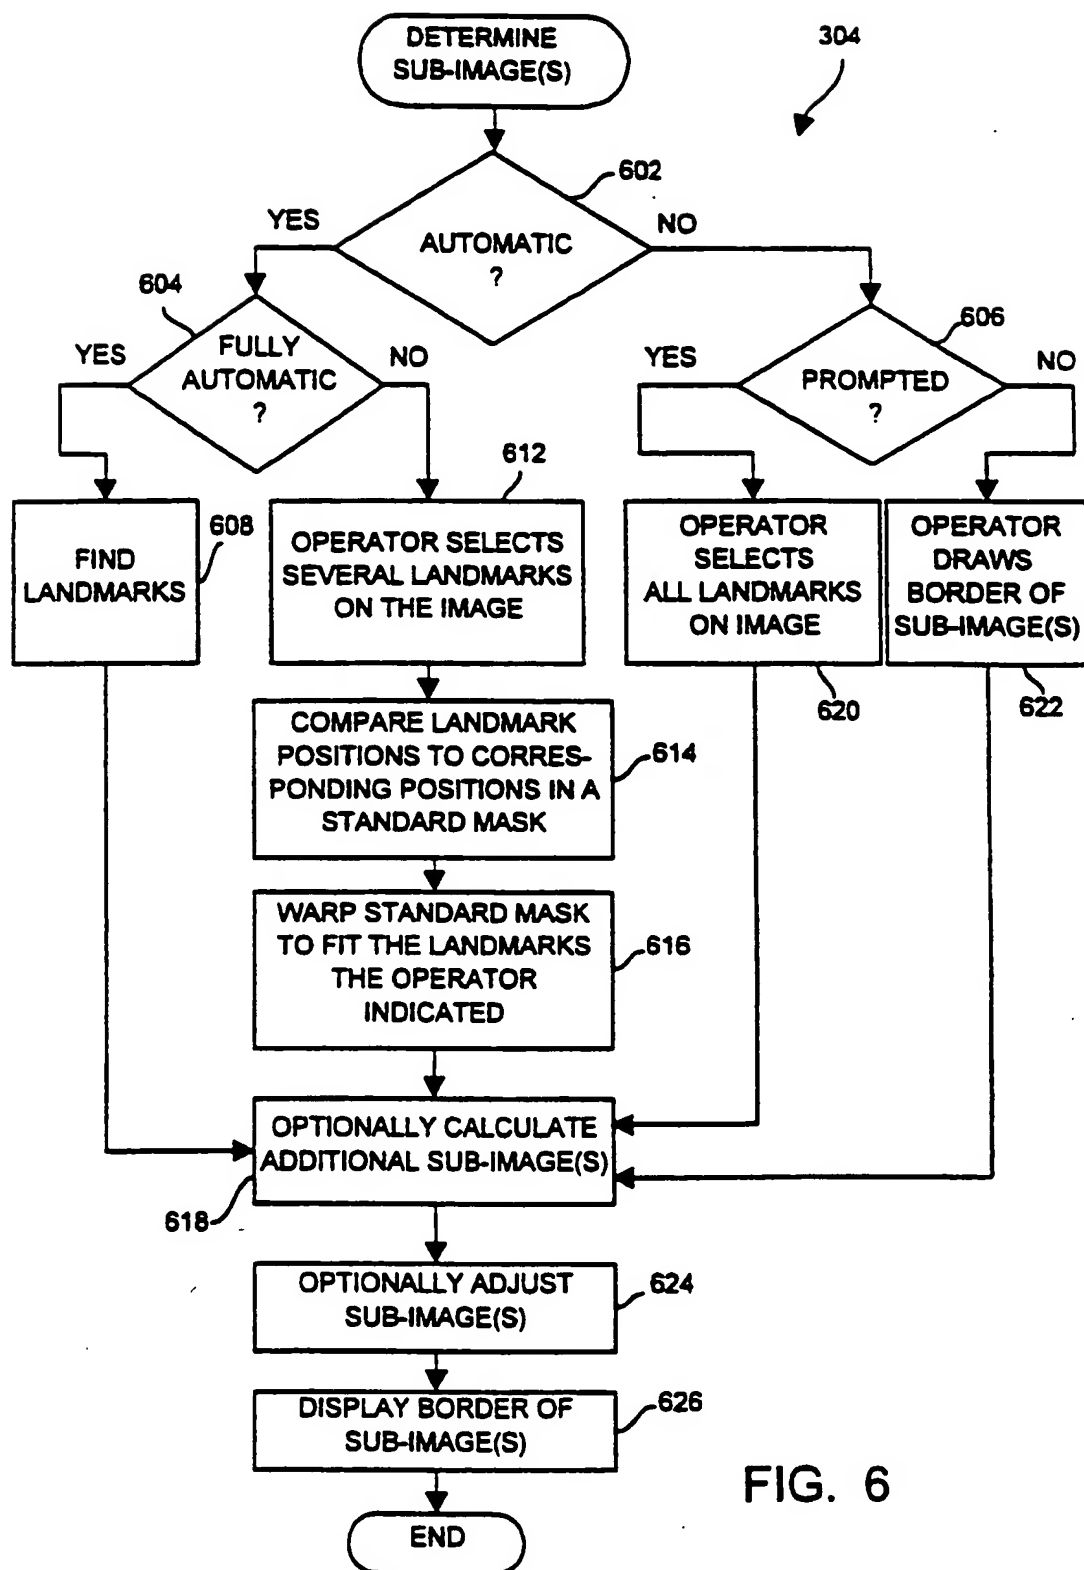 DETERMINE
SUB-IMAGE(S)
304
602
YES
NO
AUTOMATIC
?
604
606
YES
FULLY
AUTOMATIC
?
NO
YES
PROMPTED
?
NO
612
608
FIND
LANDMARKS
OPERATOR SELECTS
SEVERAL LANDMARKS
ON THE IMAGE
OPERATOR
SELECTS
ALL LANDMARKS
ON IMAGE
OPERATOR
DRAWS
BORDER OF
SUB-IMAGE(S)
620
622
COMPARE LANDMARK
POSITIONS TO CORRES-
PONDING POSITIONS IN A
STANDARD MASK
614
WARP STANDARD MASK
TO FIT THE LANDMARKS
THE OPERATOR
INDICATED
616
OPTIONALLY CALCULATE
ADDITIONAL SUB-IMAGE(S)
618
OPTIONALLY ADJUST
SUB-IMAGE(S)
624
DISPLAY BORDER OF
SUB-IMAGE(S)
626
END
FIG. 6